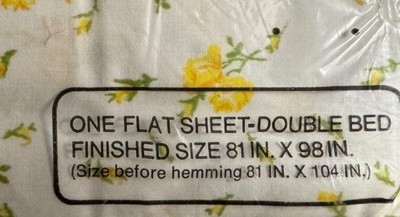 ONE FLAT SHEET-DOUBLE BED
FINISHED SIZE 81 IN. X 98 IN.
(Size before hemming 81 IN. X 104 IN.)